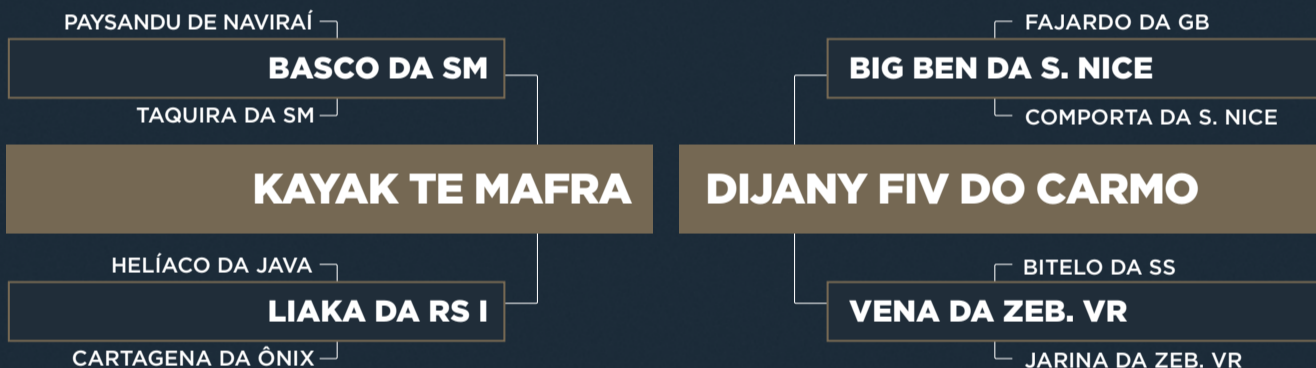 PAYSANDU DE NAVIRAÍ
BASCO DA SM
TAQUIRA DA SM
KAYAK TE MAFRA
HELÍACO DA JAVA
LIAKA DA RS I
CARTAGENA DA ÔNIX
FAJARDO DA GB
BIG BEN DA S. NICE
COMPORTA DA S. NICE
DIJANY FIV DO CARMO
BITELO DA SS
VENA DA ZEB. VR
JARINA DA ZEB. VR